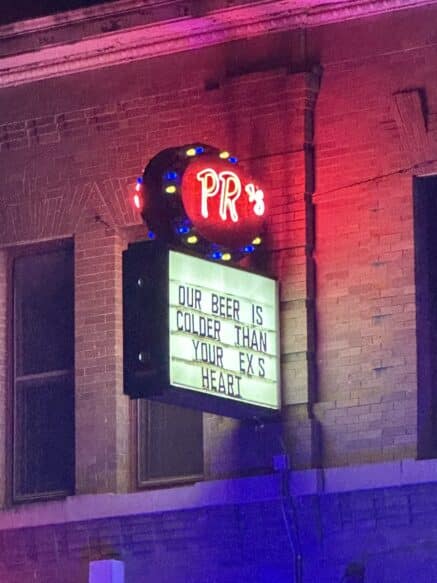 PR's
OUR BEER IS
COLDER THAN
YOUR EX S
HEART